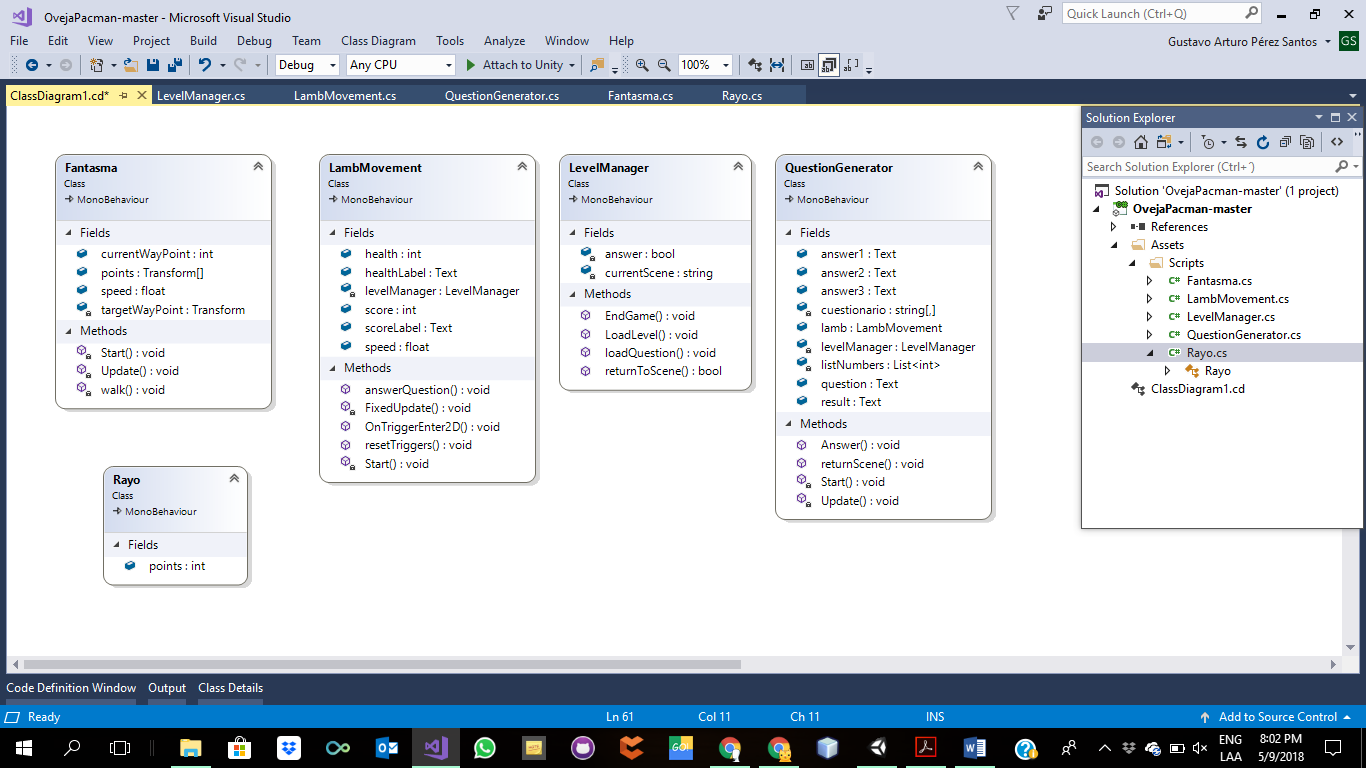 OvejaPacman-master - Microsoft Visual Studio
Quick Launch (Ctrl+Q)
File Edit View Project Build Debug Team Class Diagram Tools Analyze Window Help
Gustavo Arturo Pérez Santos
GS
Debug
Any CPU
Attach to Unity
100%
ClassDiagram1.cd*
LevelManager.cs
LambMovement.cs
QuestionGenerator.cs
Fantasma.cs
Rayo.cs
Fantasma
Class
MonoBehaviour
Fields
currentWayPoint : int
points : Transform[]
speed : float
targetWayPoint : Transform
Methods
Start() : void
Update() : void
walk() : void
LambMovement
Class
MonoBehaviour
Fields
health : int
healthLabel : Text
levelManager : LevelManager
score : int
scoreLabel : Text
speed : float
Methods
answerQuestion() : void
FixedUpdate() : void
OnTriggerEnter2D() : void
resetTriggers() : void
Start() : void
LevelManager
Class
MonoBehaviour
Fields
answer : bool
currentScene : string
Methods
EndGame() : void
LoadLevel() : void
loadQuestion() : void
returnToScene() : bool
QuestionGenerator
Class
MonoBehaviour
Fields
answer1 : Text
answer2 : Text
answer3 : Text
cuestionario : string[,]
lamb : LambMovement
levelManager : LevelManager
listNumbers : List<int>
question : Text
result : Text
Methods
Answer() : void
returnScene() : void
Start() : void
Update() : void
Rayo
Class
MonoBehaviour
Fields
points : int
Solution Explorer
Search Solution Explorer (Ctrl+´)
Solution 'OvejaPacman-master' (1 project)
OvejaPacman-master
References
Assets
Scripts
C# Fantasma.cs
C# LambMovement.cs
C# LevelManager.cs
C# QuestionGenerator.cs
C# Rayo.cs
Rayo
ClassDiagram1.cd
Code Definition Window Output Class Details
Ready
Ln 61
Col 11
Ch 11
INS
Add to Source Control
ENG
LAA
8:02 PM
5/9/2018